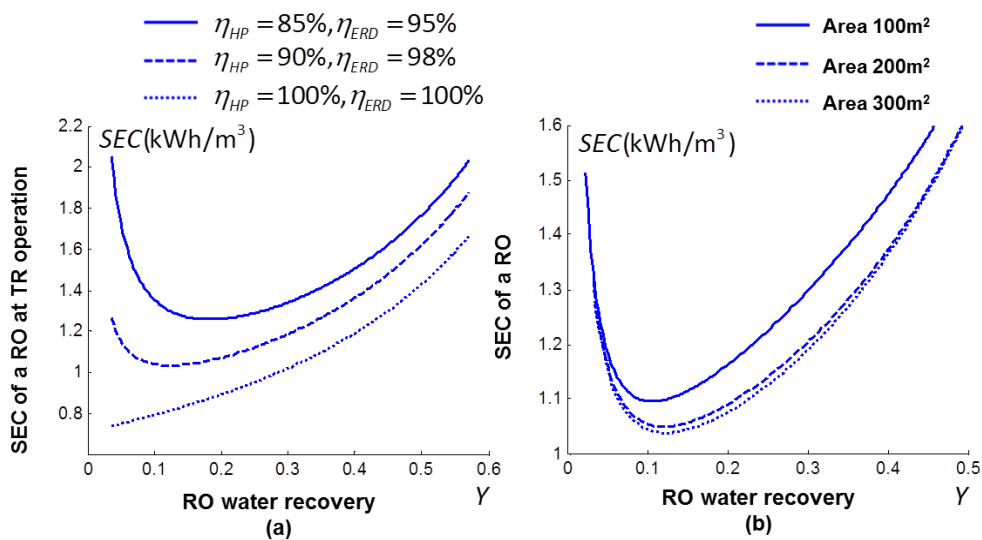 η_HP = 85%, η_ERD = 95%
η_HP = 90%, η_ERD = 98%
η_HP = 100%, η_ERD = 100%
SEC(kWh/m³)
SEC of a RO at TR operation
2.2
2
1.8
1.6
1.4
1.2
1
0.8
0 0.1 0.2 0.3 0.4 0.5 0.6
RO water recovery Y
(a)
Area 100m²
Area 200m²
Area 300m²
SEC(kWh/m³)
SEC of a RO
1.6
1.5
1.4
1.3
1.2
1.1
1
0 0.1 0.2 0.3 0.4 0.5
RO water recovery Y
(b)